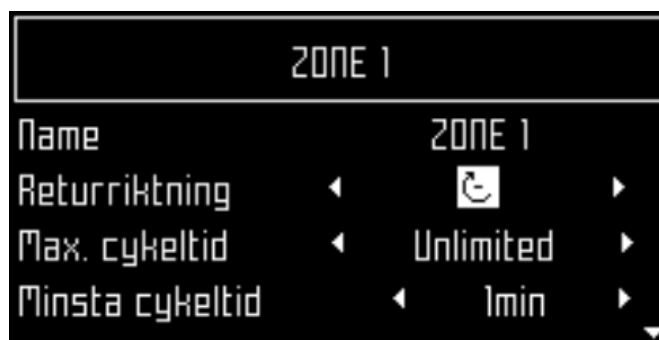 ZONE 1
Name ZONE 1
Returriktning
Max. cykeltid Unlimited
Minsta cykeltid 1min